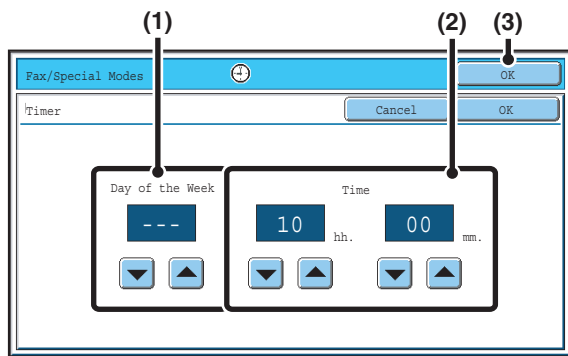 (1) (2) (3)
Fax/Special Modes OK
Timer Cancel OK
Day of the Week Time
--- 10 hh. 00 mm.